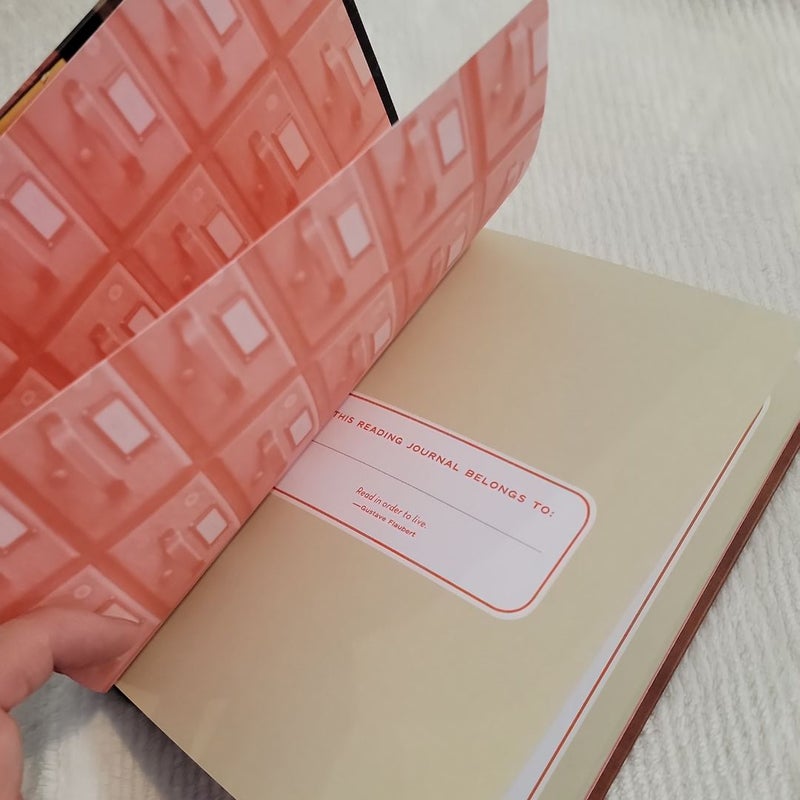 THIS READING JOURNAL BELONGS TO:
Read in order to live.
—Gustave Flaubert